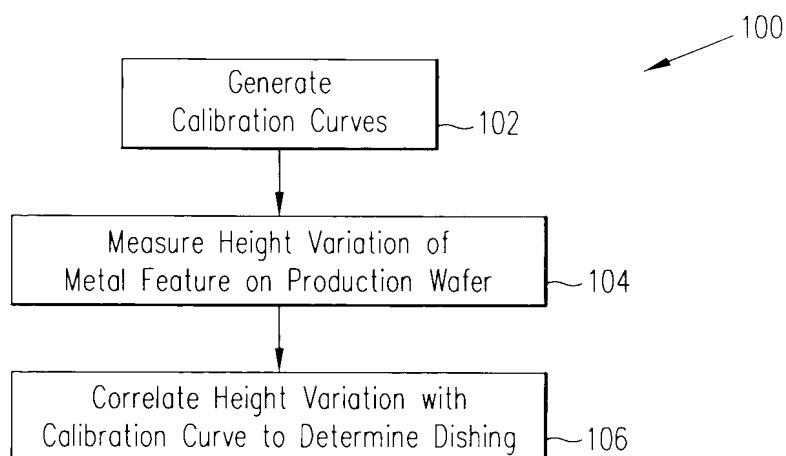 100
Generate
Calibration Curves
102
Measure Height Variation of
Metal Feature on Production Wafer
104
Correlate Height Variation with
Calibration Curve to Determine Dishing
106